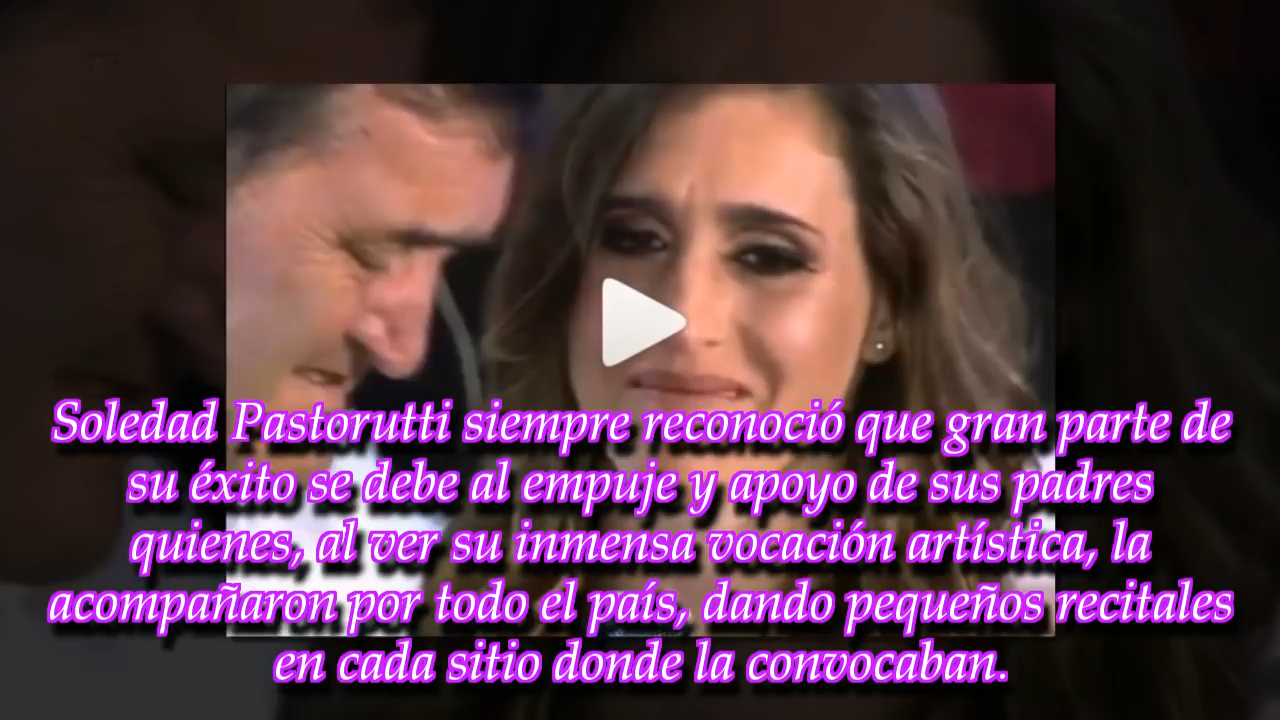 Soledad Pastorutti siempre reconoció que gran parte de
su éxito se debe al empuje y apoyo de sus padres
quienes, al ver su inmensa vocación artística, la
acompañaron por todo el país, dando pequeños recitales
en cada sitio donde la convocaban.